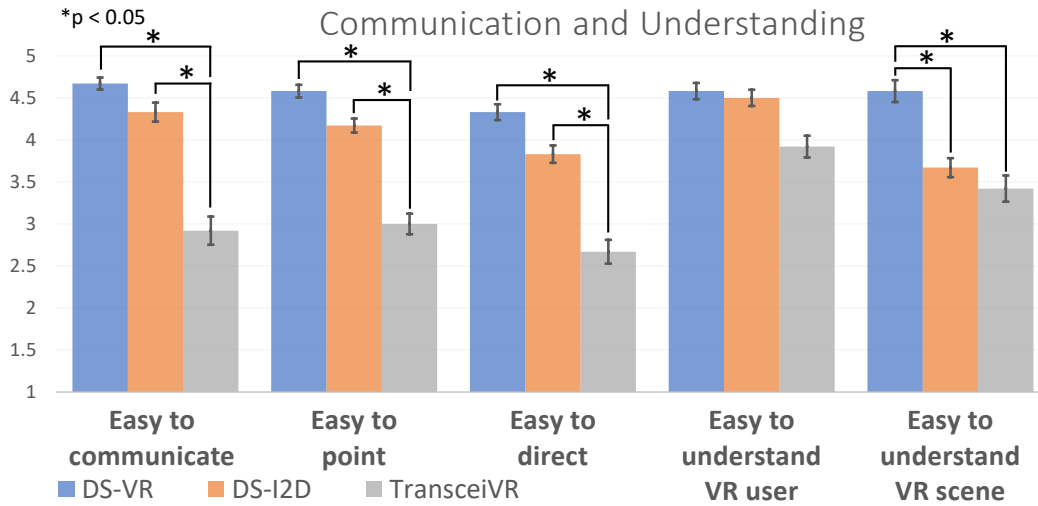 *p < 0.05
Communication and Understanding
* * * * * * * *
5
4.5
4
3.5
3
2.5
2
1.5
1
Easy to communicate
Easy to point
Easy to direct
Easy to understand VR user
Easy to understand VR scene
DS-VR DS-I2D TransceiVR